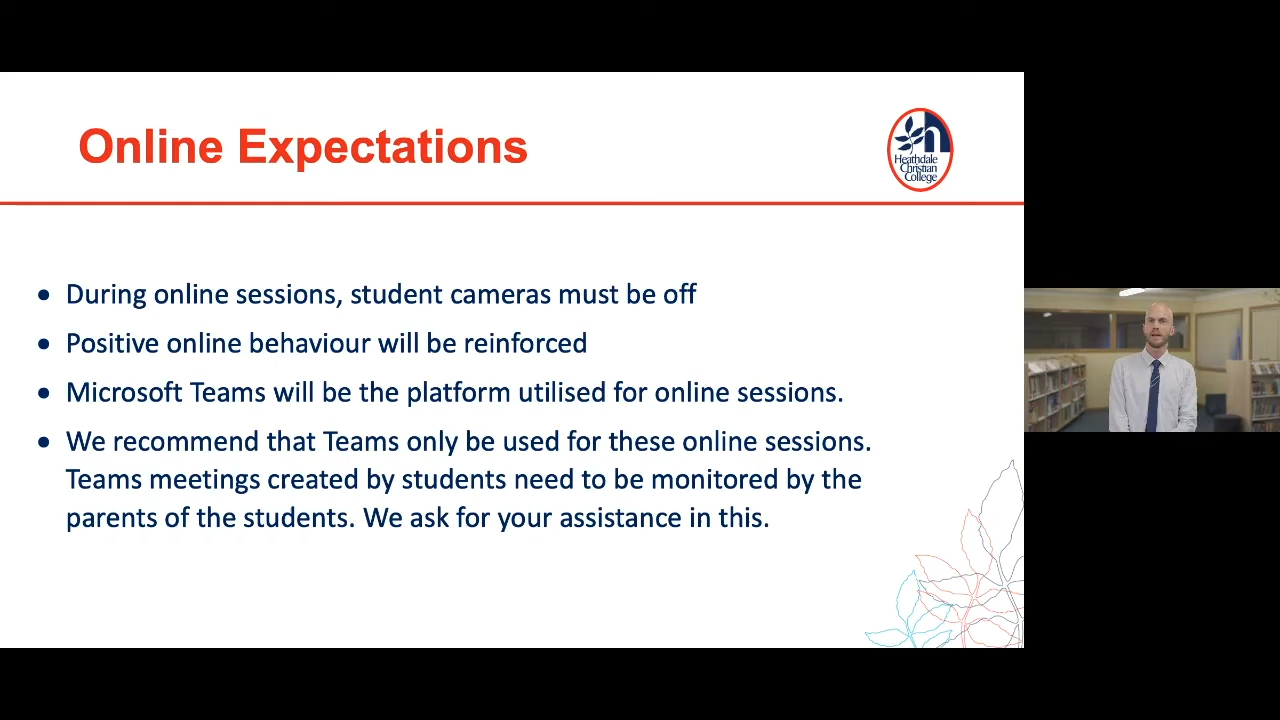 Online Expectations
Heathdale
Christian
College
During online sessions, student cameras must be off
Positive online behaviour will be reinforced
Microsoft Teams will be the platform utilised for online sessions.
We recommend that Teams only be used for these online sessions.
Teams meetings created by students need to be monitored by the
parents of the students. We ask for your assistance in this.